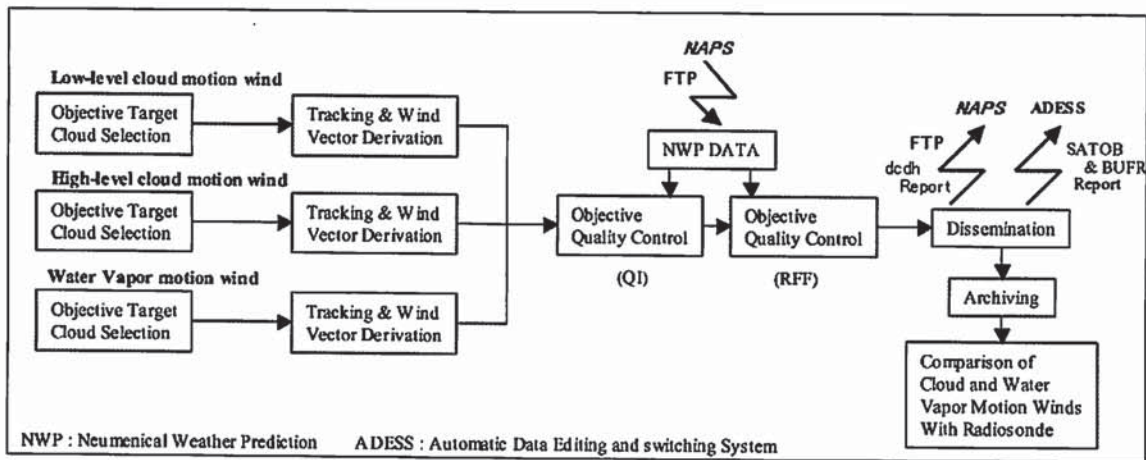 Low-level cloud motion wind
Objective Target
Cloud Selection
Tracking & Wind
Vector Derivation
High-level cloud motion wind
Objective Target
Cloud Selection
Tracking & Wind
Vector Derivation
Water Vapor motion wind
Objective Target
Cloud Selection
Tracking & Wind
Vector Derivation
NAPS
FTP
NWP DATA
Objective
Quality Control
(QI)
Objective
Quality Control
(RFF)
NAPS
FTP
dcdh
Report
ADESS
SATOB
& BUFR
Report
Dissemination
Archiving
Comparison of
Cloud and Water
Vapor Motion Winds
With Radiosonde
NWP : Neumenical Weather Prediction
ADESS : Automatic Data Editing and switching System